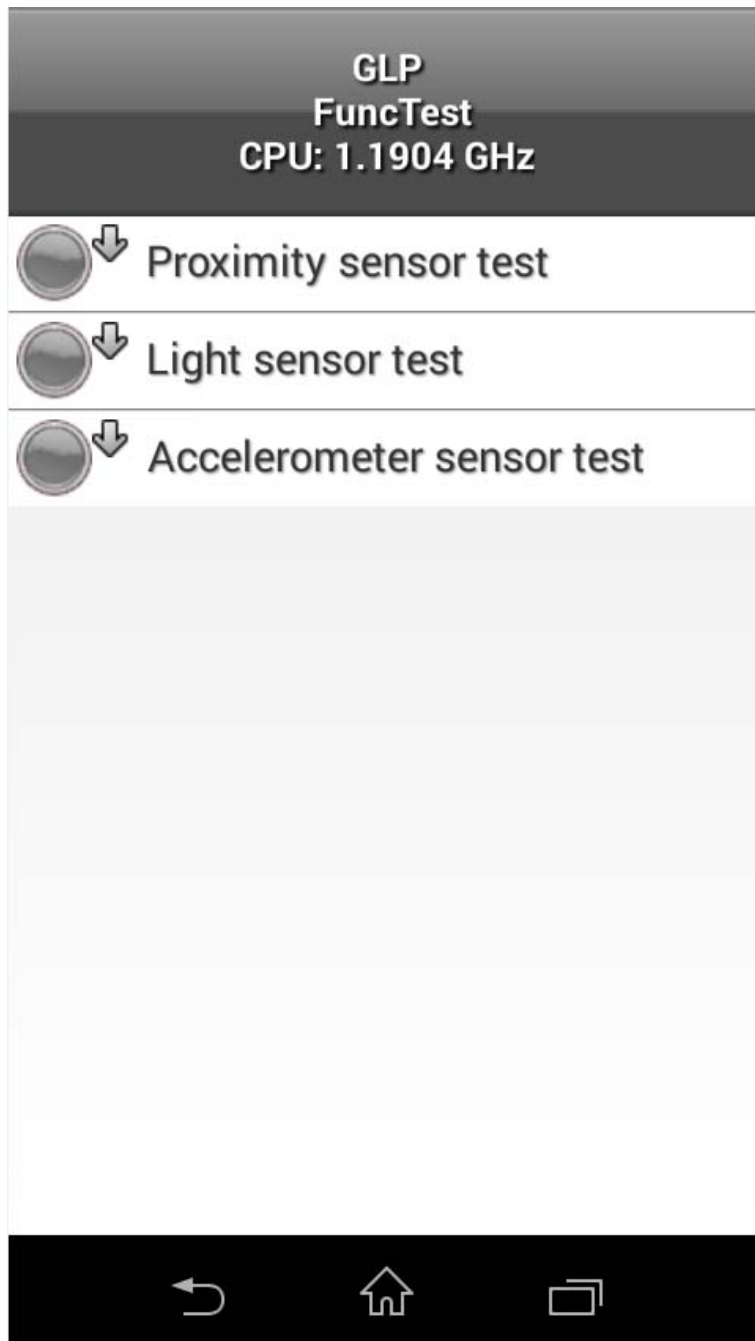 GLP
FuncTest
CPU: 1.1904 GHz
Proximity sensor test
Light sensor test
Accelerometer sensor test